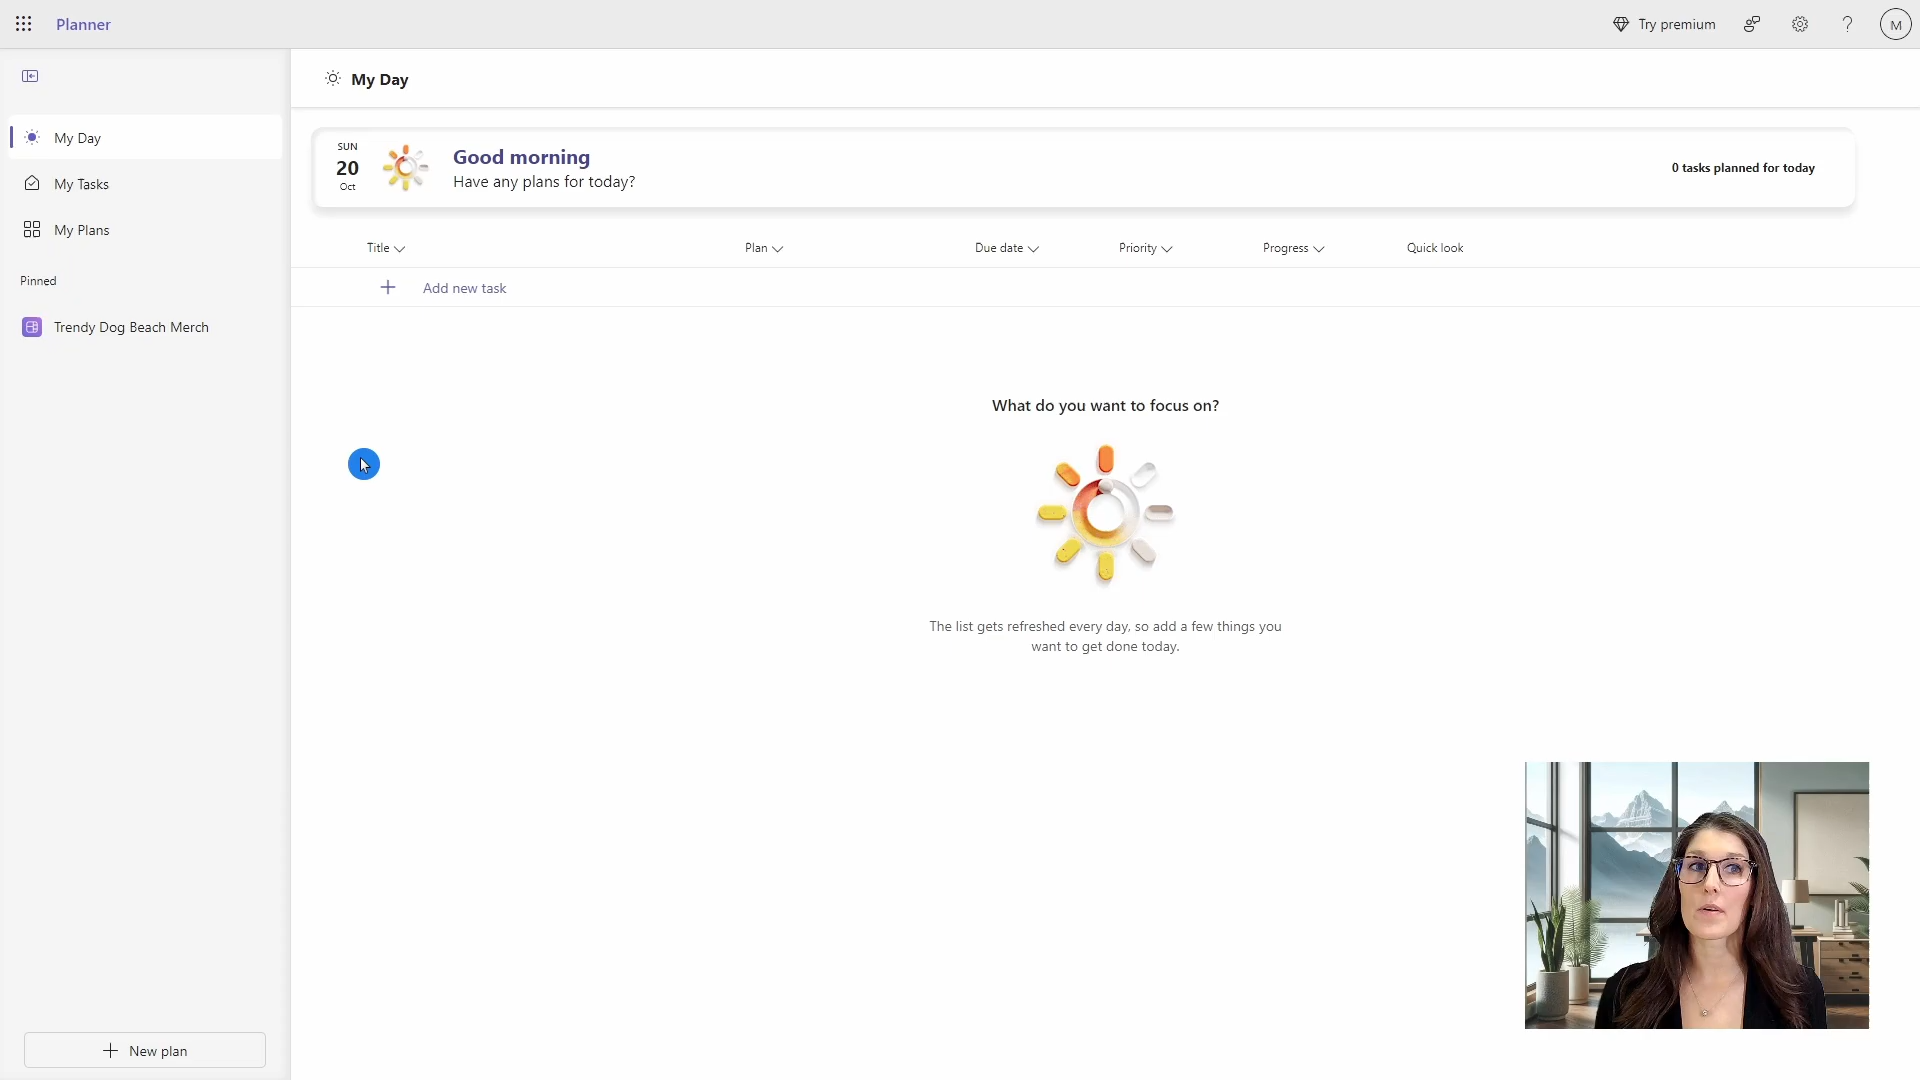 Planner
Try premium
M
My Day
My Tasks
My Plans
Pinned
Trendy Dog Beach Merch
New plan
My Day
SUN
20
Oct
Good morning
Have any plans for today?
0 tasks planned for today
Title
Plan
Due date
Priority
Progress
Quick look
Add new task
What do you want to focus on?
The list gets refreshed every day, so add a few things you
want to get done today.